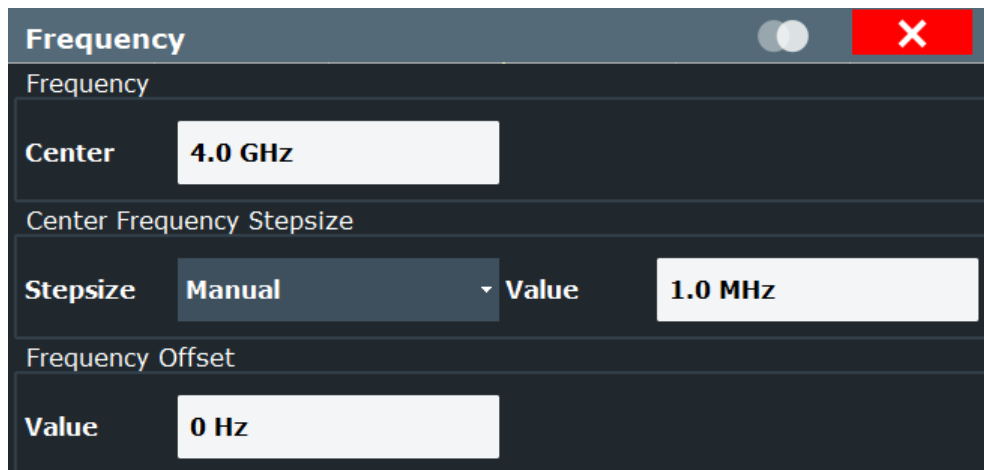 Frequency
Frequency
Center 4.0 GHz
Center Frequency Stepsize
Stepsize Manual Value 1.0 MHz
Frequency Offset
Value 0 Hz